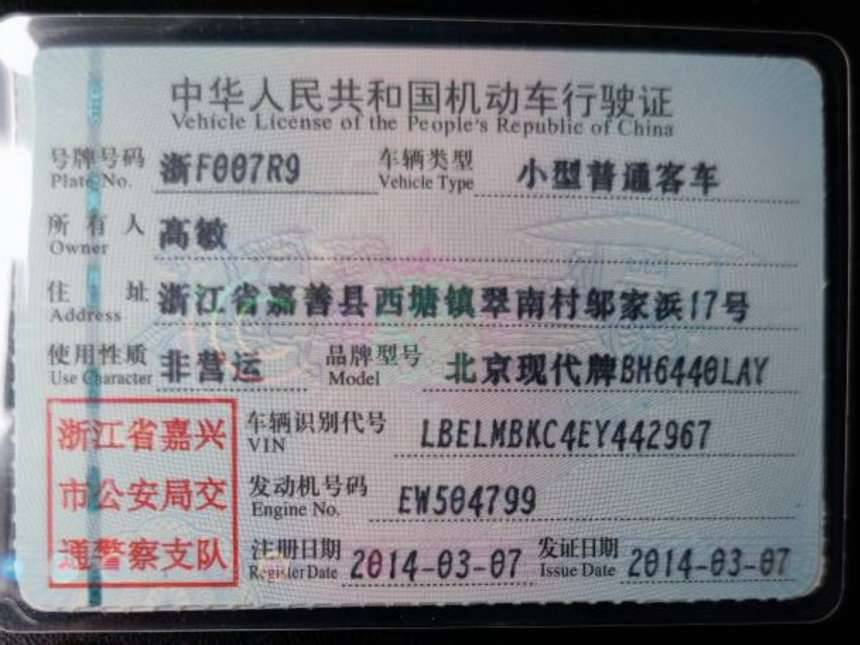 中华人民共和国机动车行驶证
Vehicle License of the People's Republic of China
号牌号码 浙F007R9 车辆类型 小型普通客车
Plate No. Vehicle Type
所有人 高敏
Owner
住址 浙江省嘉善县西塘镇翠南村邬家浜17号
Address
使用性质 非营运 品牌型号 北京现代牌BH6440LAY
Use Character Model
浙江省嘉兴 车辆识别代号 LBELMBKC4EY442967
VIN
市公安局交 发动机号码 EW504799
Engine No.
通警察支队 注册日期 2014-03-07 发证日期 2014-03-07
Register Date Issue Date